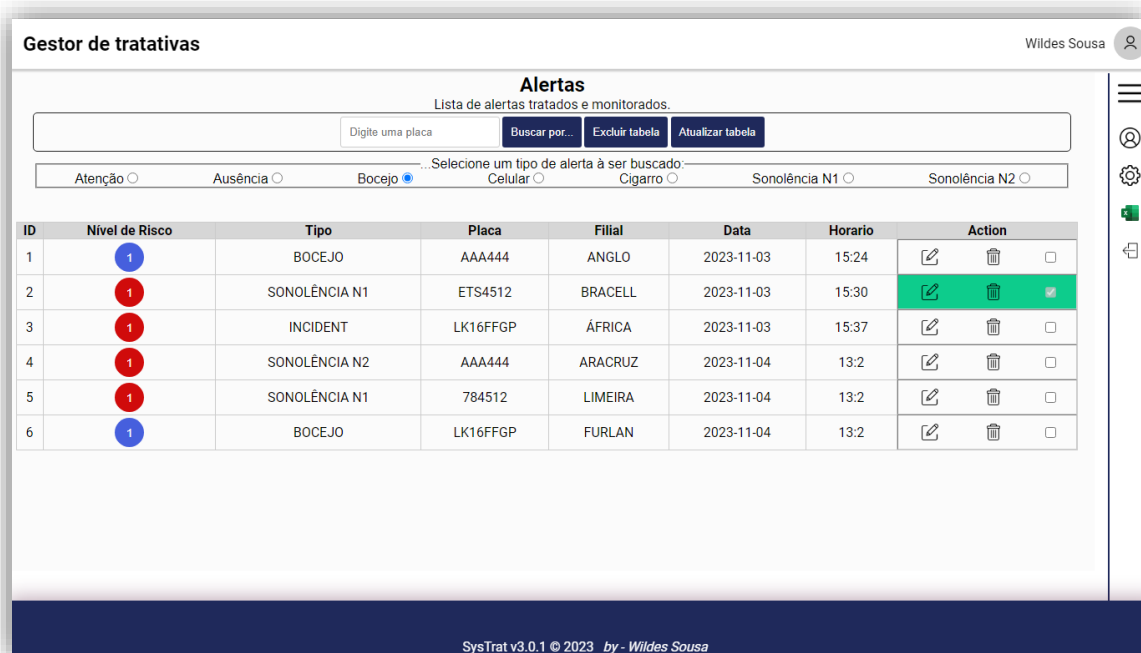 Gestor de tratativas Wildes Sousa
Alertas
Lista de alertas tratados e monitorados.
Digite uma placa Buscar por... Excluir tabela Atualizar tabela
...Selecione um tipo de alerta à ser buscado:
Atenção Ausência Bocejo Celular Cigarro Sonolência N1 Sonolência N2
ID Nível de Risco Tipo Placa Filial Data Horario Action
1 1 BOCEJO AAA444 ANGLO 2023-11-03 15:24
2 1 SONOLÊNCIA N1 ETS4512 BRACELL 2023-11-03 15:30
3 1 INCIDENT LK16FFGP ÁFRICA 2023-11-03 15:37
4 1 SONOLÊNCIA N2 AAA444 ARACRUZ 2023-11-04 13:2
5 1 SONOLÊNCIA N1 784512 LIMEIRA 2023-11-04 13:2
6 1 BOCEJO LK16FFGP FURLAN 2023-11-04 13:2
SysTrat v3.0.1 © 2023 by - Wildes Sousa